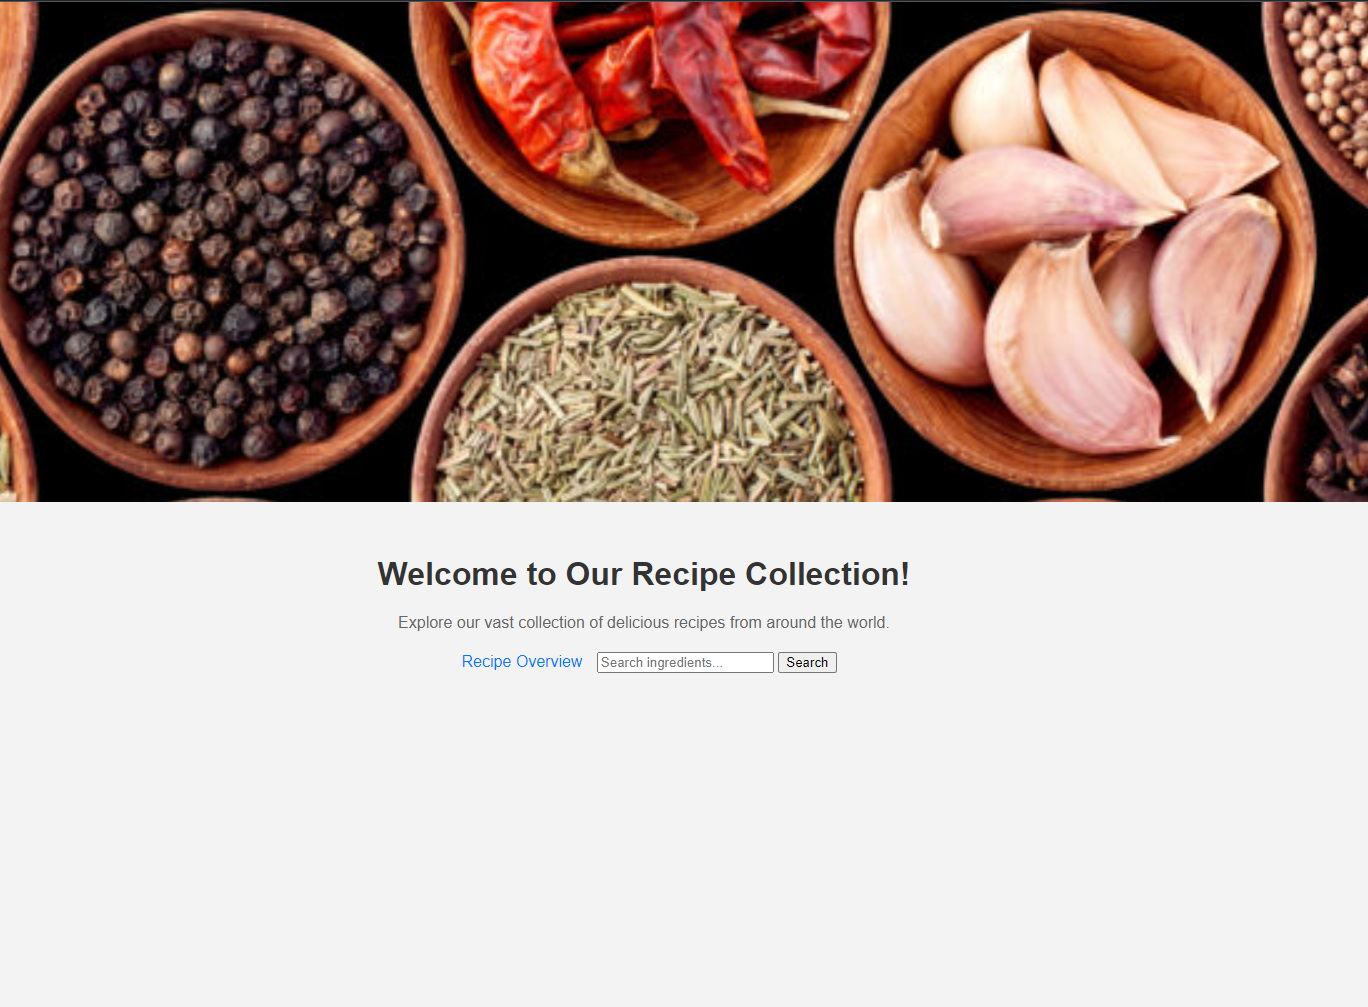 Welcome to Our Recipe Collection!
Explore our vast collection of delicious recipes from around the world.
Recipe Overview Search ingredients... Search